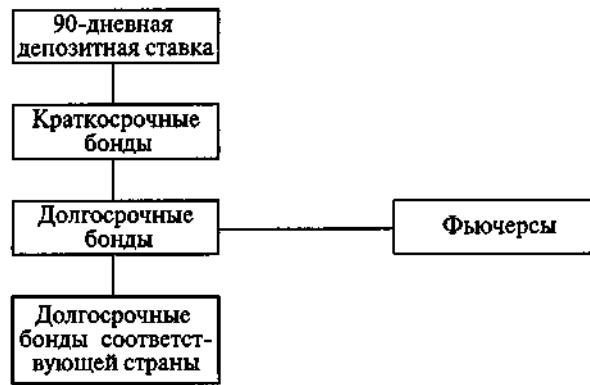 90-дневная
депозитная ставка
Краткосрочные
бонды
Долгосрочные
бонды
Фьючерсы
Долгосрочные
бонды соответст-
вующей страны